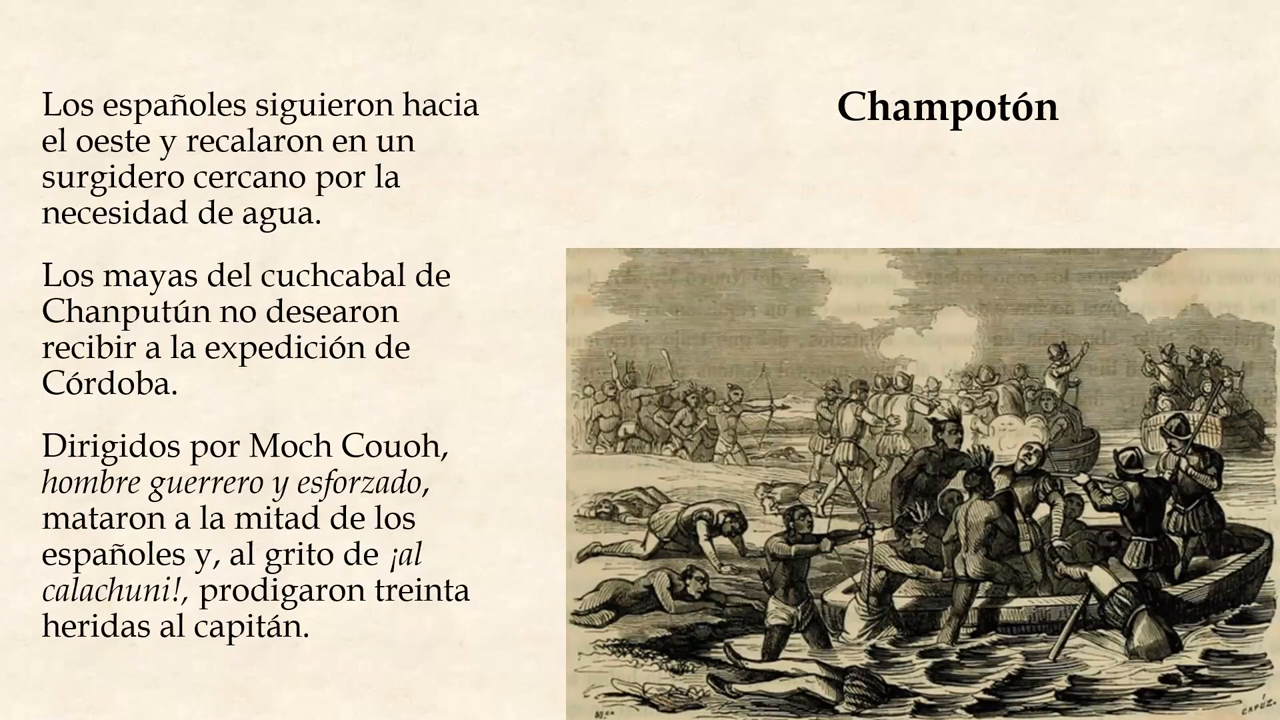 Champotón
Los españoles siguieron hacia
el oeste y recalaron en un
surgidero cercano por la
necesidad de agua.
Los mayas del cuchcabal de
Chanputún no desearon
recibir a la expedición de
Córdoba.
Dirigidos por Moch Couoh,
hombre guerrero y esforzado,
mataron a la mitad de los
españoles y, al grito de ¡al
calachuni!, prodigaron treinta
heridas al capitán.
CAPÚZ.